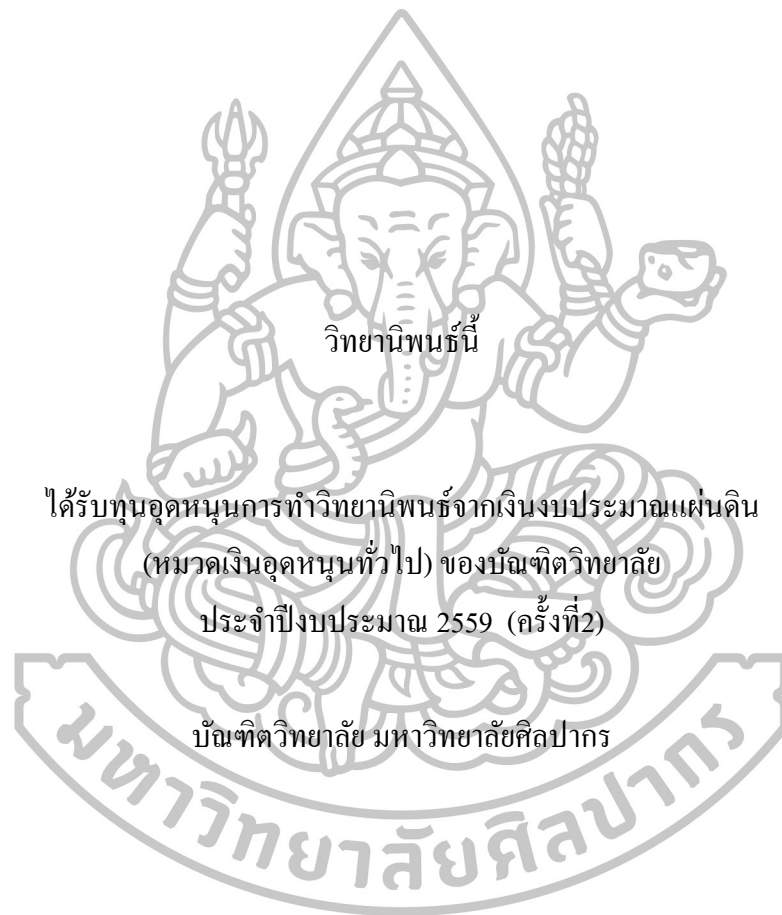 วิทยานิพนธ์นี้
ได้รับทุนอุดหนุนการทำวิทยานิพนธ์จากเงินงบประมาณแผ่นดิน
(หมวดเงินอุดหนุนทั่วไป) ของบัณฑิตวิทยาลัย
ประจำปีงบประมาณ 2559 (ครั้งที่2)
บัณฑิตวิทยาลัย มหาวิทยาลัยศิลปากร
มหาวิทยาลัยศิลปากร